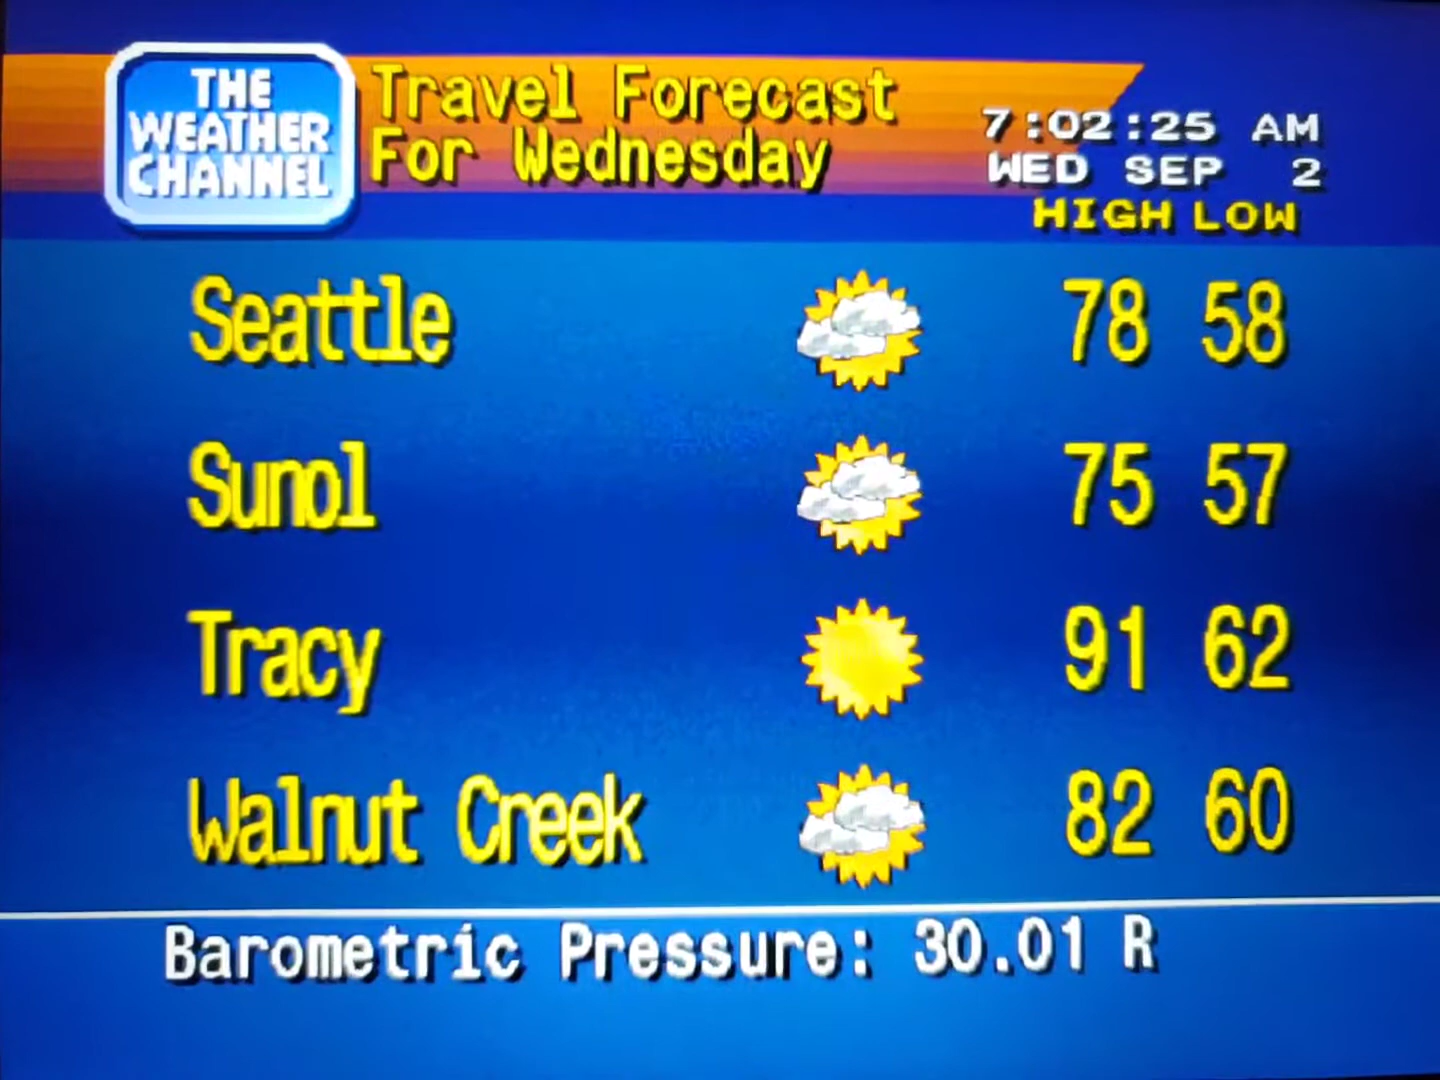 THE
WEATHER
CHANNEL
Travel Forecast
For Wednesday
7:02:25 AM
WED SEP 2
HIGH LOW
Seattle 78 58
Sunol 75 57
Tracy 91 62
Walnut Creek 82 60
Barometric Pressure: 30.01 R